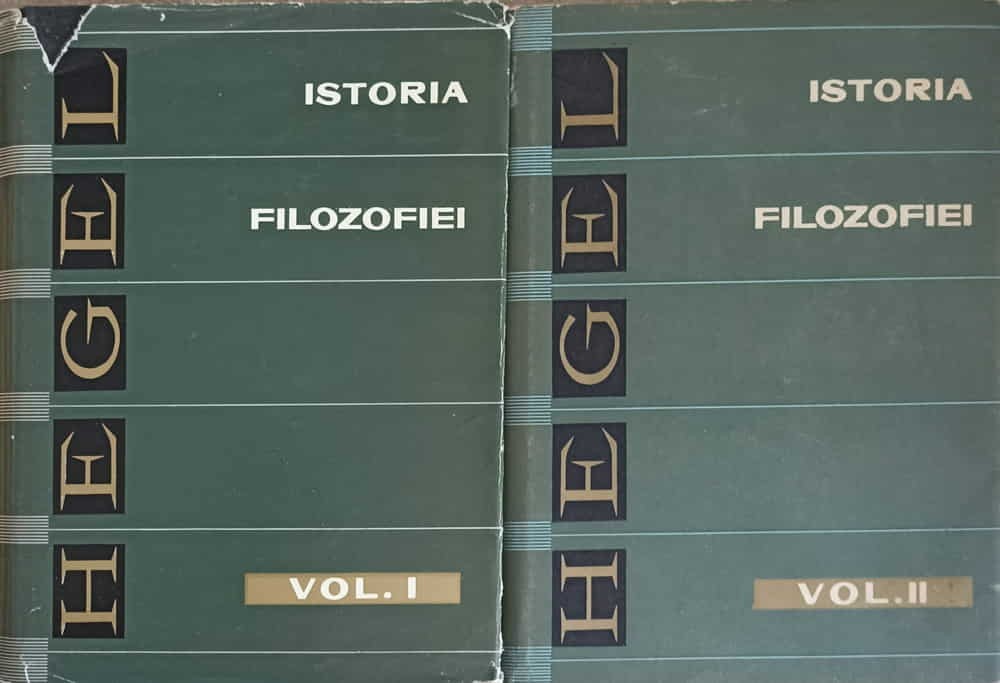 HEGEL
ISTORIA
FILOZOFIEI
VOL. I
HEGEL
ISTORIA
FILOZOFIEI
VOL. II